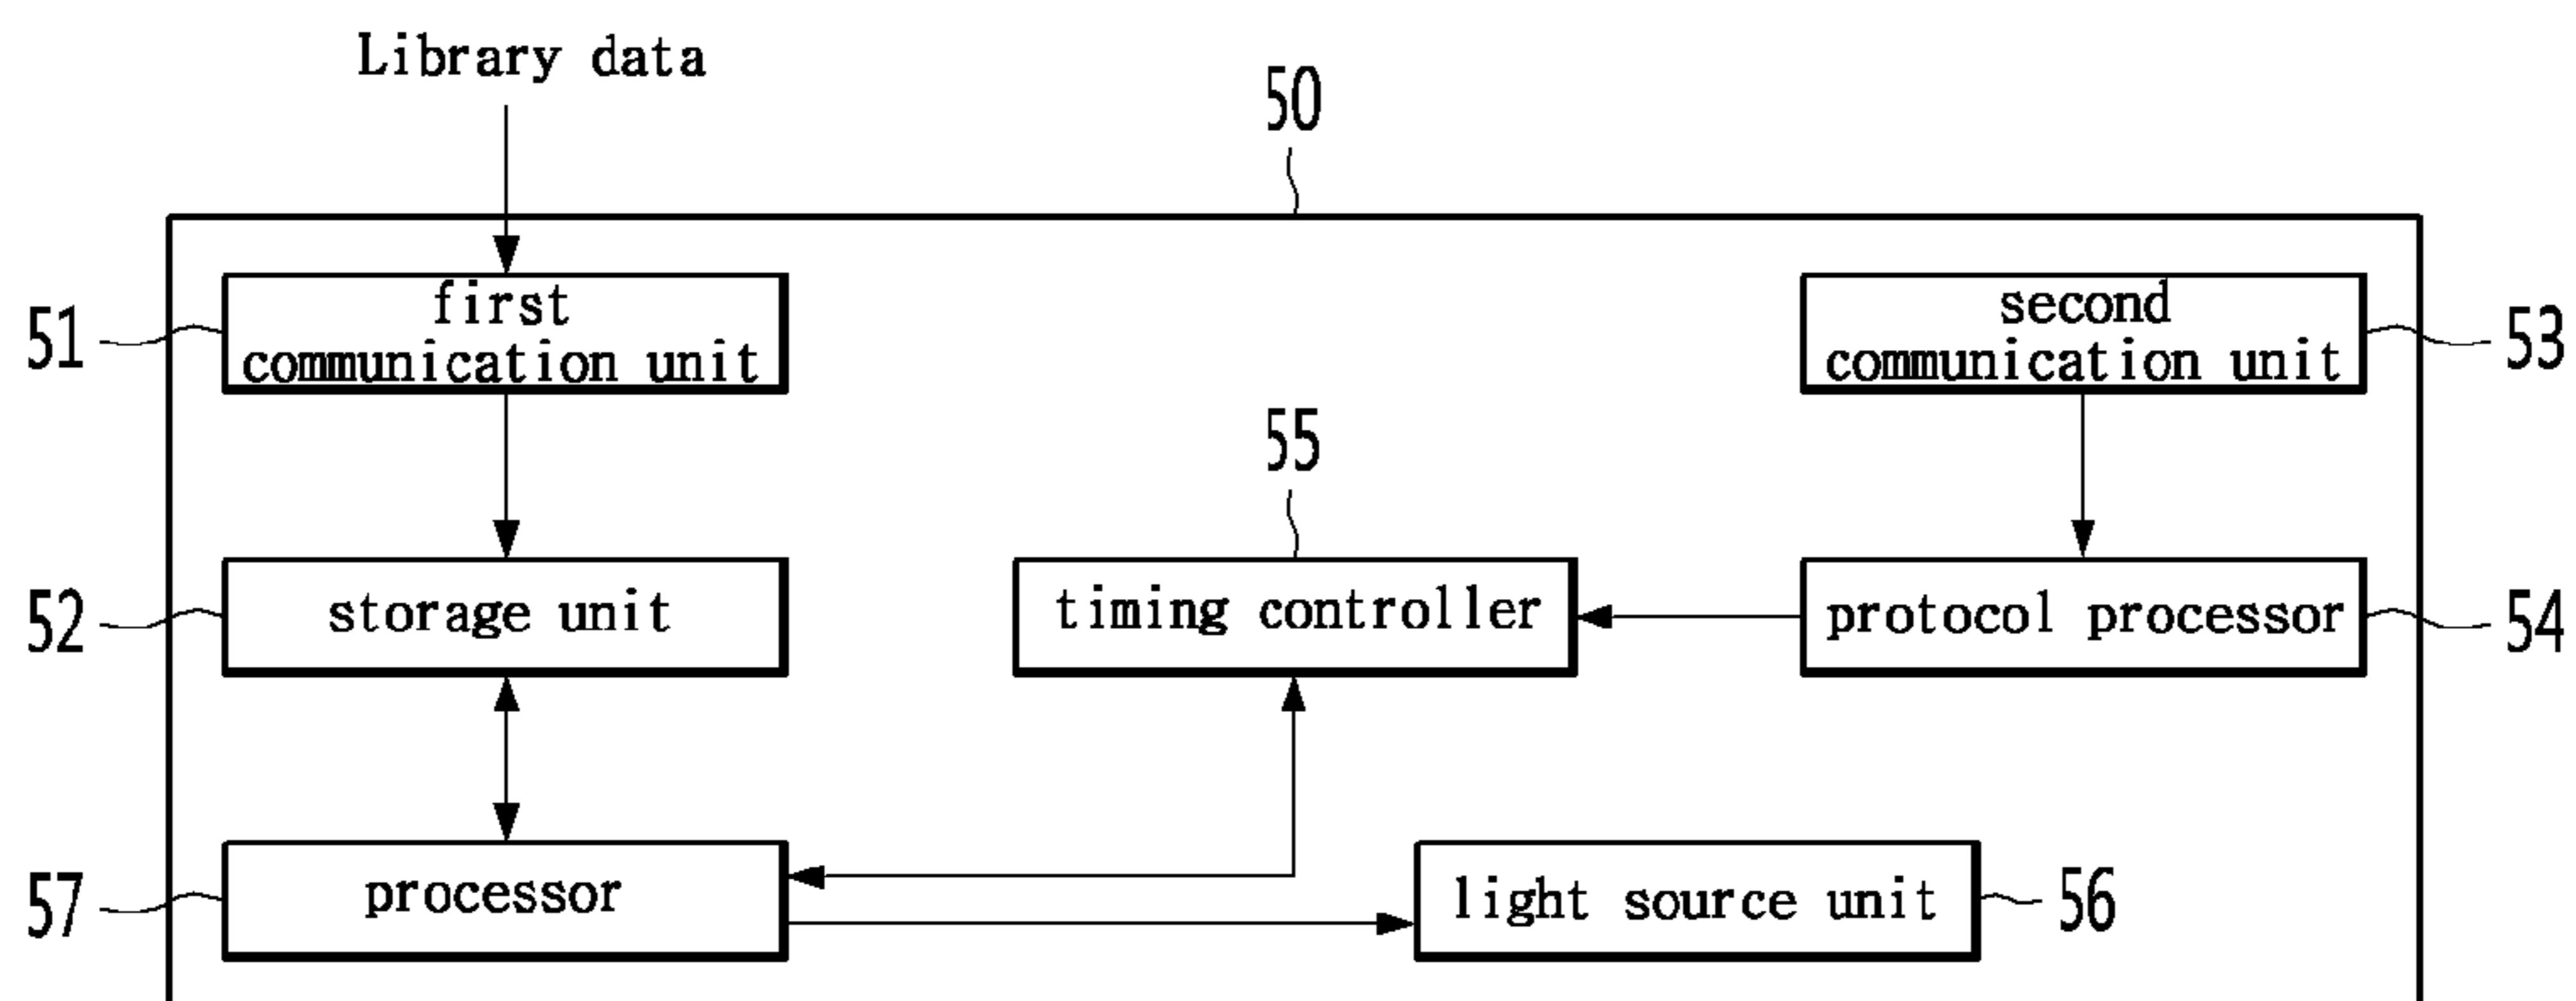 Library data
50
first
communication unit
51
second
communication unit
53
55
52
storage unit
timing controller
protocol processor
54
57
processor
light source unit
56